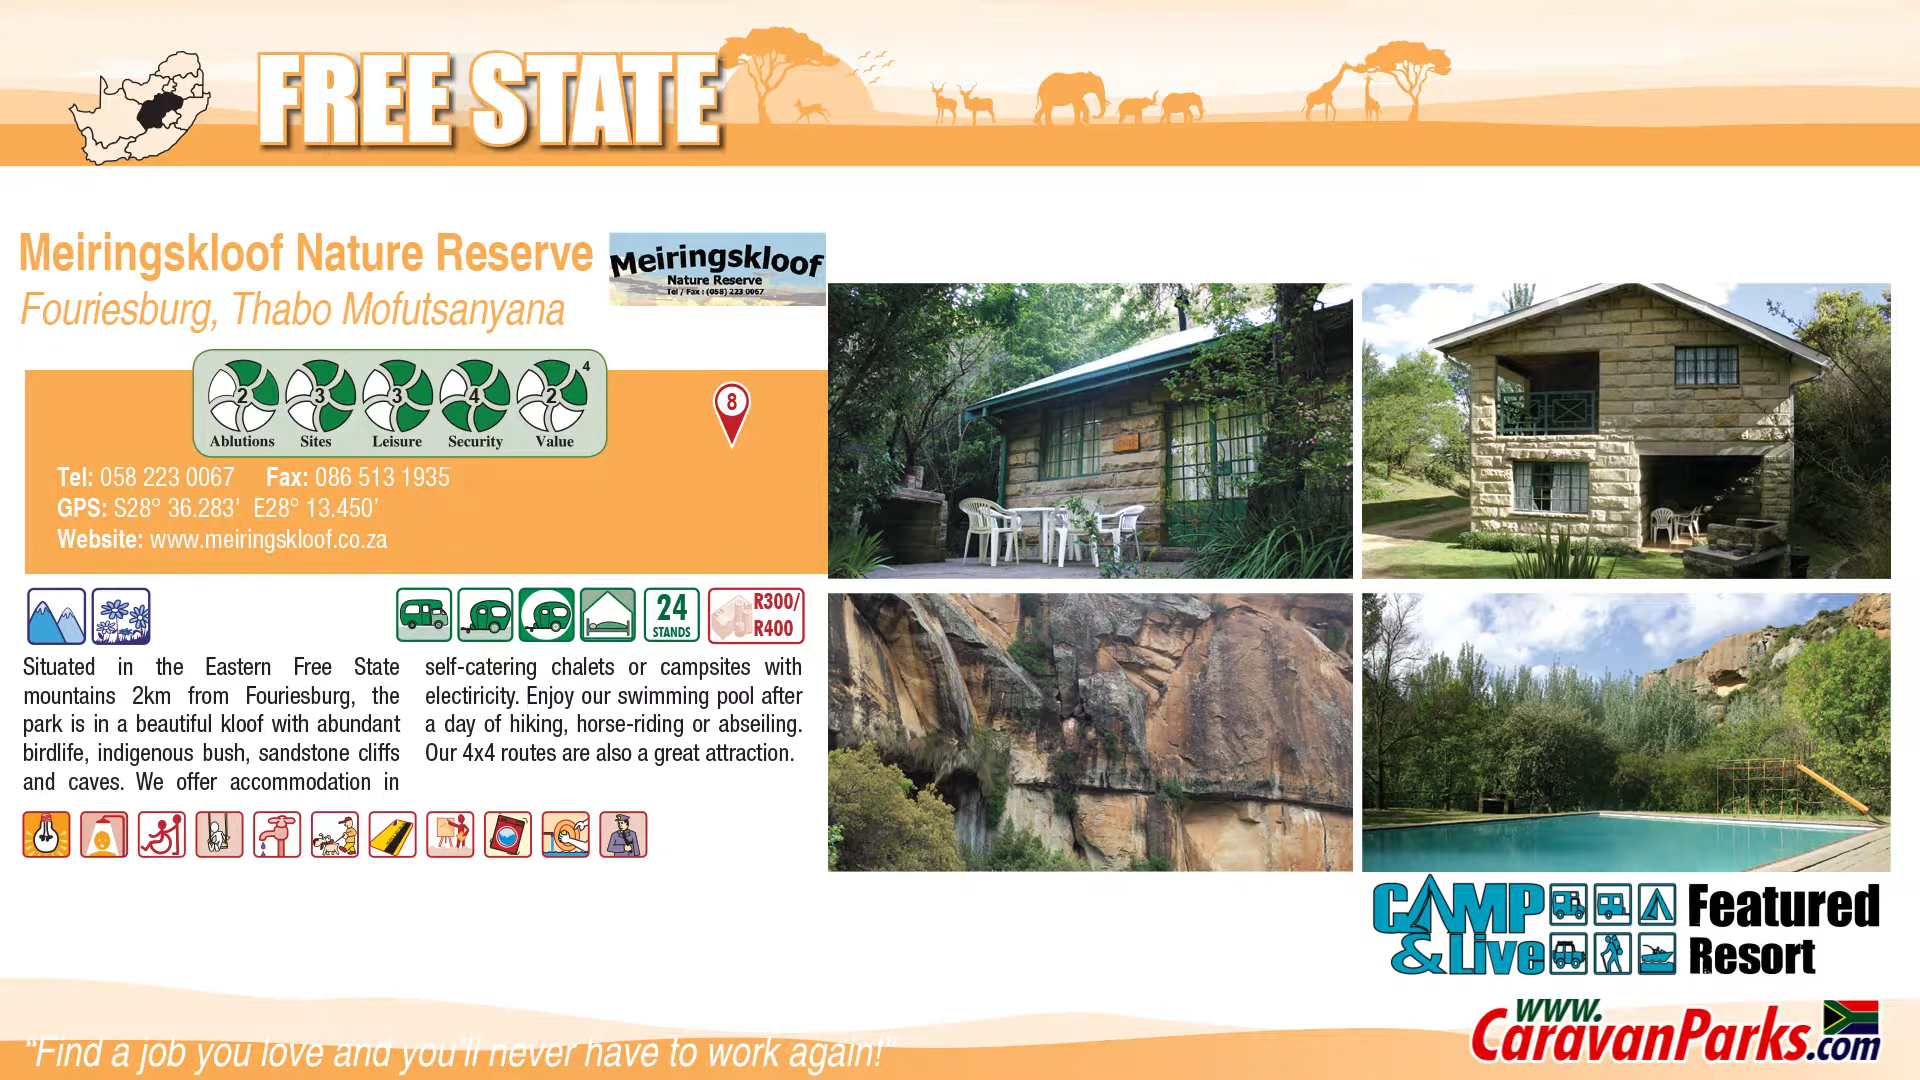 FREE STATE
Meiringskloof Nature Reserve
Fouriesburg, Thabo Mofutsanyana
Meiringskloof
Nature Reserve
Tel / Fax : (058) 223 0067
2 3 3 4 2 4
Ablutions Sites Leisure Security Value
8
Tel: 058 223 0067 Fax: 086 513 1935
GPS: S28° 36.283’ E28° 13.450’
Website: www.meiringskloof.co.za
24
STANDS
R300/
R400
Situated in the Eastern Free State
mountains 2km from Fouriesburg, the
park is in a beautiful kloof with abundant
birdlife, indigenous bush, sandstone cliffs
and caves. We offer accommodation in
self-catering chalets or campsites with
electricity. Enjoy our swimming pool after
a day of hiking, horse-riding or abseiling.
Our 4x4 routes are also a great attraction.
CAMP
&Live
Featured
Resort
“Find a job you love and you’ll never have to work again!”
www.
CaravanParks
.com